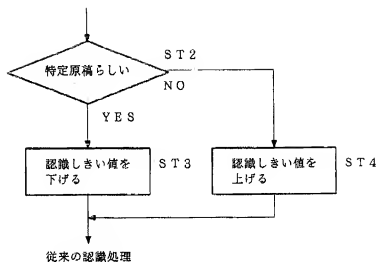 ST2
特定原稿らしい
NO
YES
認識しきい値を
下げる
ST3
認識しきい値を
上げる
ST4
従来の認識処理